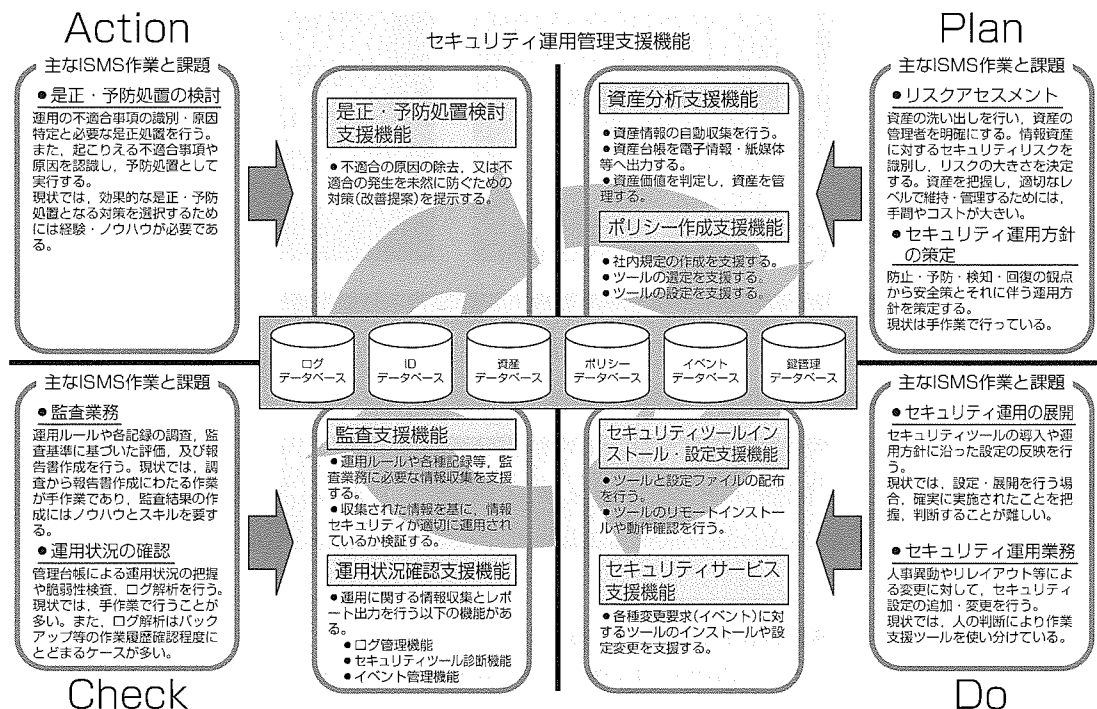 Action
主なISMS作業と課題
●是正・予防処置の検討
運用の不適合事項の識別・原因
特定と必要な是正処置を行う。
また，起こりえる不適合事項や
原因を認識し，予防処置として
実行する。
現状では，効果的な是正・予防
処置となる対策を選択するため
には経験・ノウハウが必要であ
る。
セキュリティ運用管理支援機能
是正・予防処置検討
支援機能
●不適合の原因の除去，又は不
適合の発生を未然に防ぐための
対策(改善提案)を提示する。
資産分析支援機能
●資産情報の自動収集を行う。
●資産台帳を電子情報・紙媒体
等へ出力する。
●資産価値を判定し，資産を管
理する。
ポリシー作成支援機能
●社内規定の作成を支援する。
●ツールの選定を支援する。
●ツールの設定を支援する。
Plan
主なISMS作業と課題
●リスクアセスメント
資産の洗い出しを行い，資産の
管理者を明確にする。情報資産
に対するセキュリティリスクを
識別し，リスクの大きさを決定
する。資産を把握し，適切なレ
ベルで維持・管理するためには，
手間やコストが大きい。
●セキュリティ運用方針
の策定
防止・予防・検知・回復の観点
から安全策とそれに伴う運用方
針を策定する。
現状は手作業で行っている。
ログ
データベース
ID
データベース
資産
データベース
ポリシー
データベース
イベント
データベース
鍵管理
データベース
主なISMS作業と課題
●監査業務
運用ルールや各記録の調査，監
査基準に基づいた評価，及び報
告書作成を行う。現状では，調
査から報告書作成にわたる作業
が手作業であり，監査結果の作
成にはノウハウとスキルを要す
る。
●運用状況の確認
管理台帳による運用状況の把握
や脆弱性検査，ログ解析を行う。
現状では，手作業で行うことが
多い。また，ログ解析はバック
アップ等の作業履歴確認程度に
とどまるケースが多い。
Check
監査支援機能
●運用ルールや各種記録等，監
査業務に必要な情報収集を支援
する。
●収集された情報を基に，情報
セキュリティが適切に運用され
ているか検証する。
運用状況確認支援機能
●運用に関する情報収集とレポ
ート出力を行う以下の機能があ
る。
●ログ管理機能
●セキュリティツール診断機能
●イベント管理機能
セキュリティツールイン
ストール・設定支援機能
●ツールと設定ファイルの配布
を行う。
●ツールのリモートインストー
ルや動作確認を行う。
セキュリティサービス
支援機能
●各種変更要求(イベント)に対
するツールのインストールや設
定変更を支援する。
主なISMS作業と課題
●セキュリティ運用の展開
セキュリティツールの導入や運
用方針に沿った設定の反映を行
う。
現状では，設定・展開を行う場
合，確実に実施されたことを把
握，判断することが難しい。
●セキュリティ運用業務
人事異動やリレイアウト等によ
る変更に対して，セキュリティ
設定の追加・変更を行う。
現状では，人の判断により作業
支援ツールを使い分けている。
Do